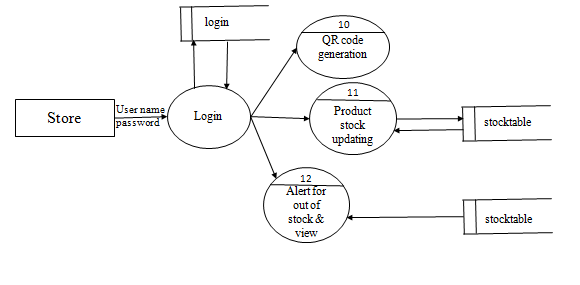 login
10
QR code
generation
11
Product
stock
updating
Store
User name
password
Login
stocktable
12
Alert for
out of
stock &
view
stocktable